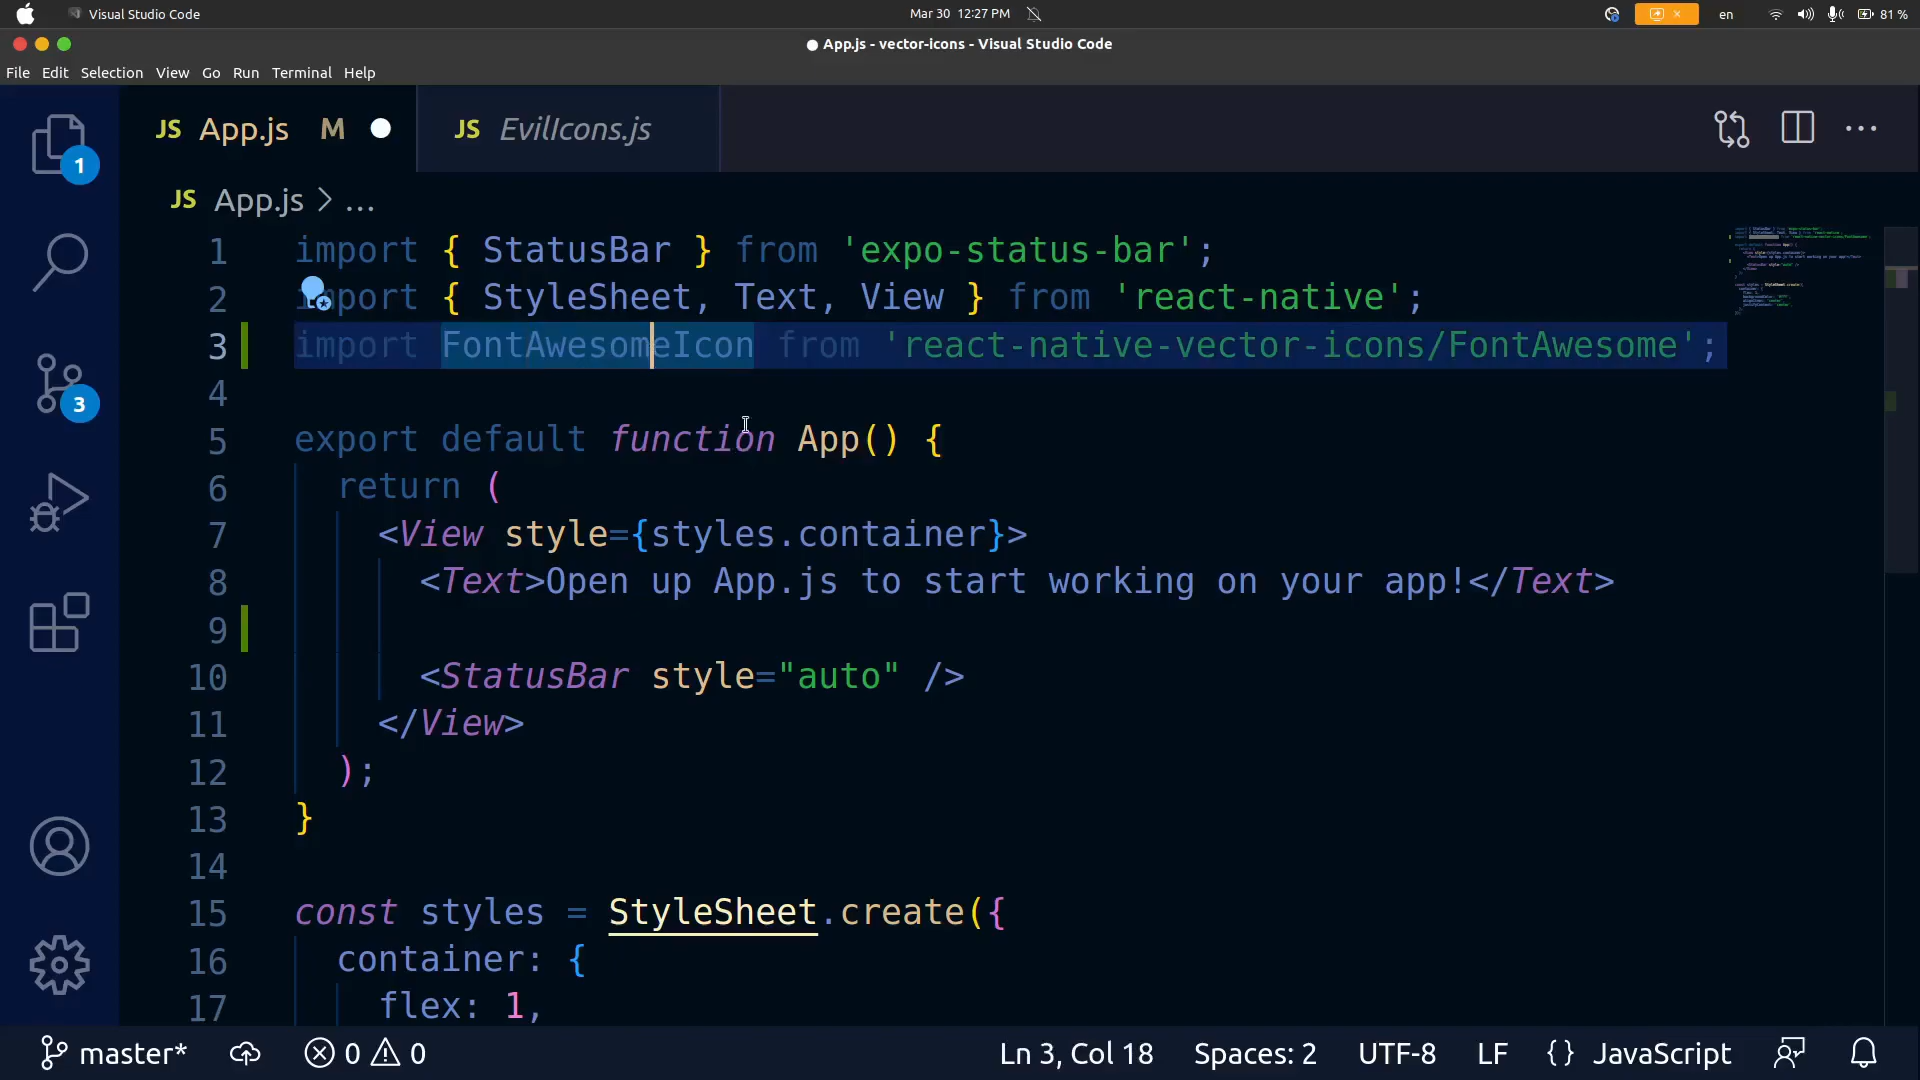 Visual Studio Code
Mar 30 12:27 PM
en
81 %
App.js - vector-icons - Visual Studio Code
File Edit Selection View Go Run Terminal Help
JS App.js M
JS EvilIcons.js
JS App.js > ...
1 import { StatusBar } from 'expo-status-bar';
2 import { StyleSheet, Text, View } from 'react-native';
3 import FontAwesomeIcon from 'react-native-vector-icons/FontAwesome';
4
5 export default function App() {
6 return (
7 <View style={styles.container}>
8 <Text>Open up App.js to start working on your app!</Text>
9
10 <StatusBar style="auto" />
11 </View>
12 );
13 }
14
15 const styles = StyleSheet.create({
16 container: {
17 flex: 1,
1
3
master* 0 0 Ln 3, Col 18 Spaces: 2 UTF-8 LF {} JavaScript